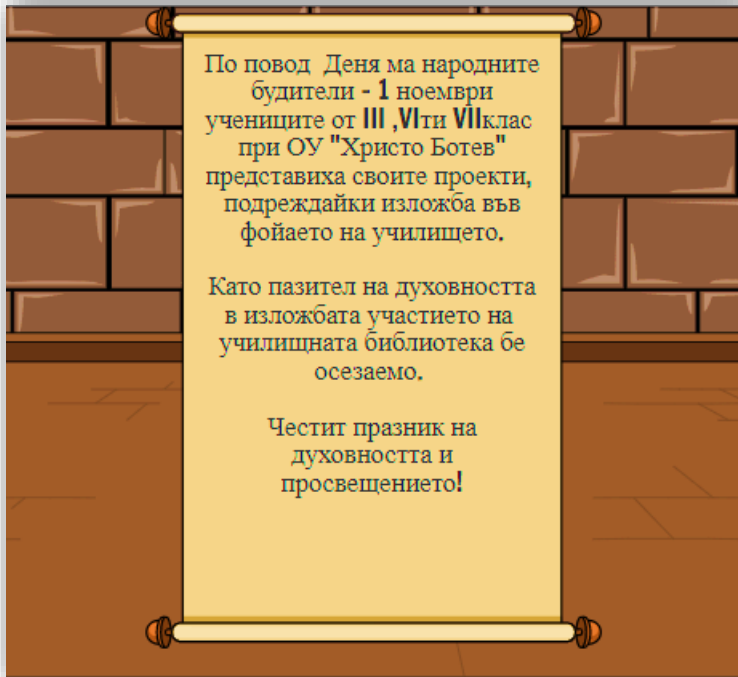 По повод  Деня ма народните
будители - 1 ноември
учениците от III ,VIти VIIклас
при ОУ "Христо Ботев"
представиха своите проекти,
подреждайки изложба във
фойаето на училището.
Като пазител на духовността
в изложбата участието на
училищната библиотека бе
осезаемо.
Честит празник на
духовността и
просвещението!